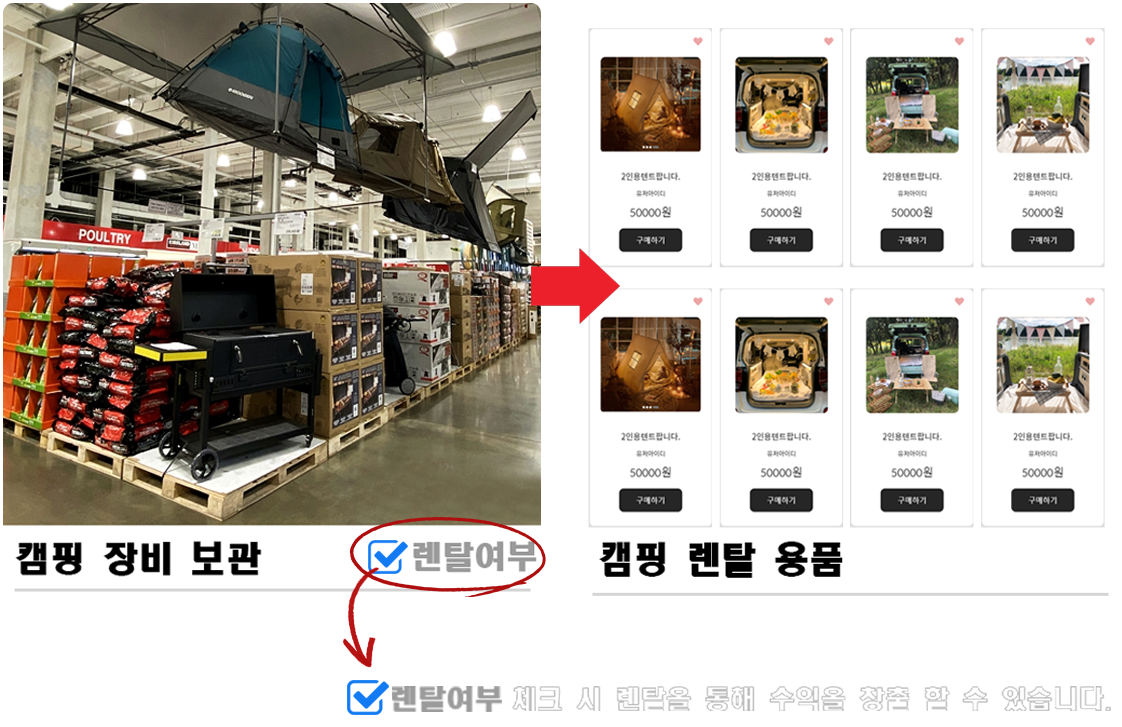 POULTRY
2인용텐트팝니다. 2인용텐트팝니다. 2인용텐트팝니다. 2인용텐트팝니다.
유저아이디 유저아이디 유저아이디 유저아이디
50000원 50000원 50000원 50000원
구매하기 구매하기 구매하기 구매하기
2인용텐트팝니다. 2인용텐트팝니다. 2인용텐트팝니다. 2인용텐트팝니다.
유저아이디 유저아이디 유저아이디 유저아이디
50000원 50000원 50000원 50000원
구매하기 구매하기 구매하기 구매하기
캠핑 장비 보관 렌탈여부
캠핑 렌탈 용품
렌탈여부 체크 시 렌탈을 통해 수익을 창출 할 수 있습니다.